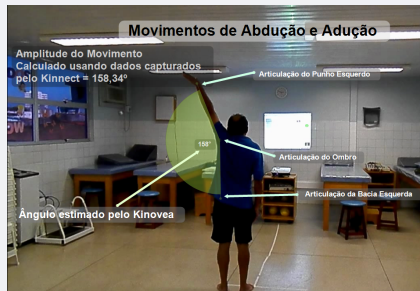 Movimentos de Abdução e Adução
Amplitude do Movimento
Calculado usando dados capturados
pelo Kinnect = 158,34º
Articulação do Punho Esquerdo
158°
Articulação do Ombro
Articulação da Bacia Esquerda
Ângulo estimado pelo Kinovea